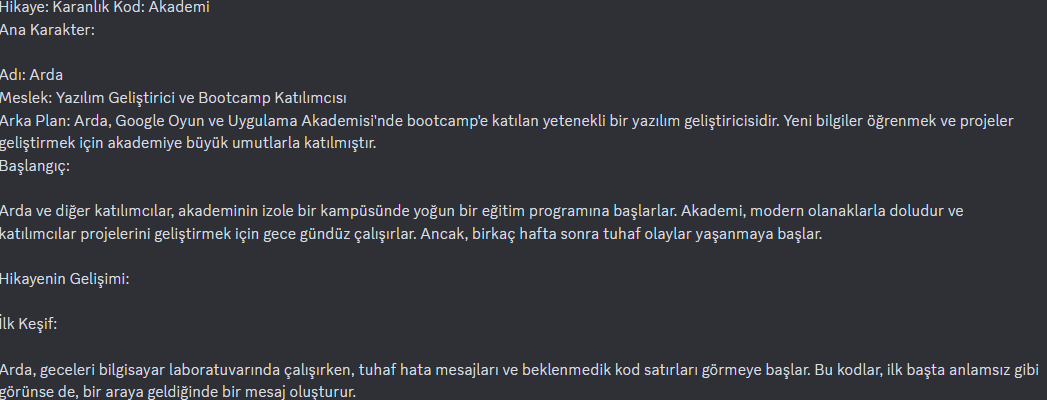 Hikaye: Karanlık Kod: Akademi
Ana Karakter:
Adı: Arda
Meslek: Yazılım Geliştirici ve Bootcamp Katılımcısı
Arka Plan: Arda, Google Oyun ve Uygulama Akademisi'nde bootcamp'e katılan yetenekli bir yazılım geliştiricisidir. Yeni bilgiler öğrenmek ve projeler
geliştirmek için akademiye büyük umutlarla katılmıştır.
Başlangıç:
Arda ve diğer katılımcılar, akademinin izole bir kampüsünde yoğun bir eğitim programına başlarlar. Akademi, modern olanaklarla doludur ve
katılımcılar projelerini geliştirmek için gece gündüz çalışırlar. Ancak, birkaç hafta sonra tuhaf olaylar yaşanmaya başlar.
Hikayenin Gelişimi:
İlk Keşif:
Arda, geceleri bilgisayar laboratuvarında çalışırken, tuhaf hata mesajları ve beklenmedik kod satırları görmeye başlar. Bu kodlar, ilk başta anlamsız gibi
görünse de, bir araya geldiğinde bir mesaj oluşturur.